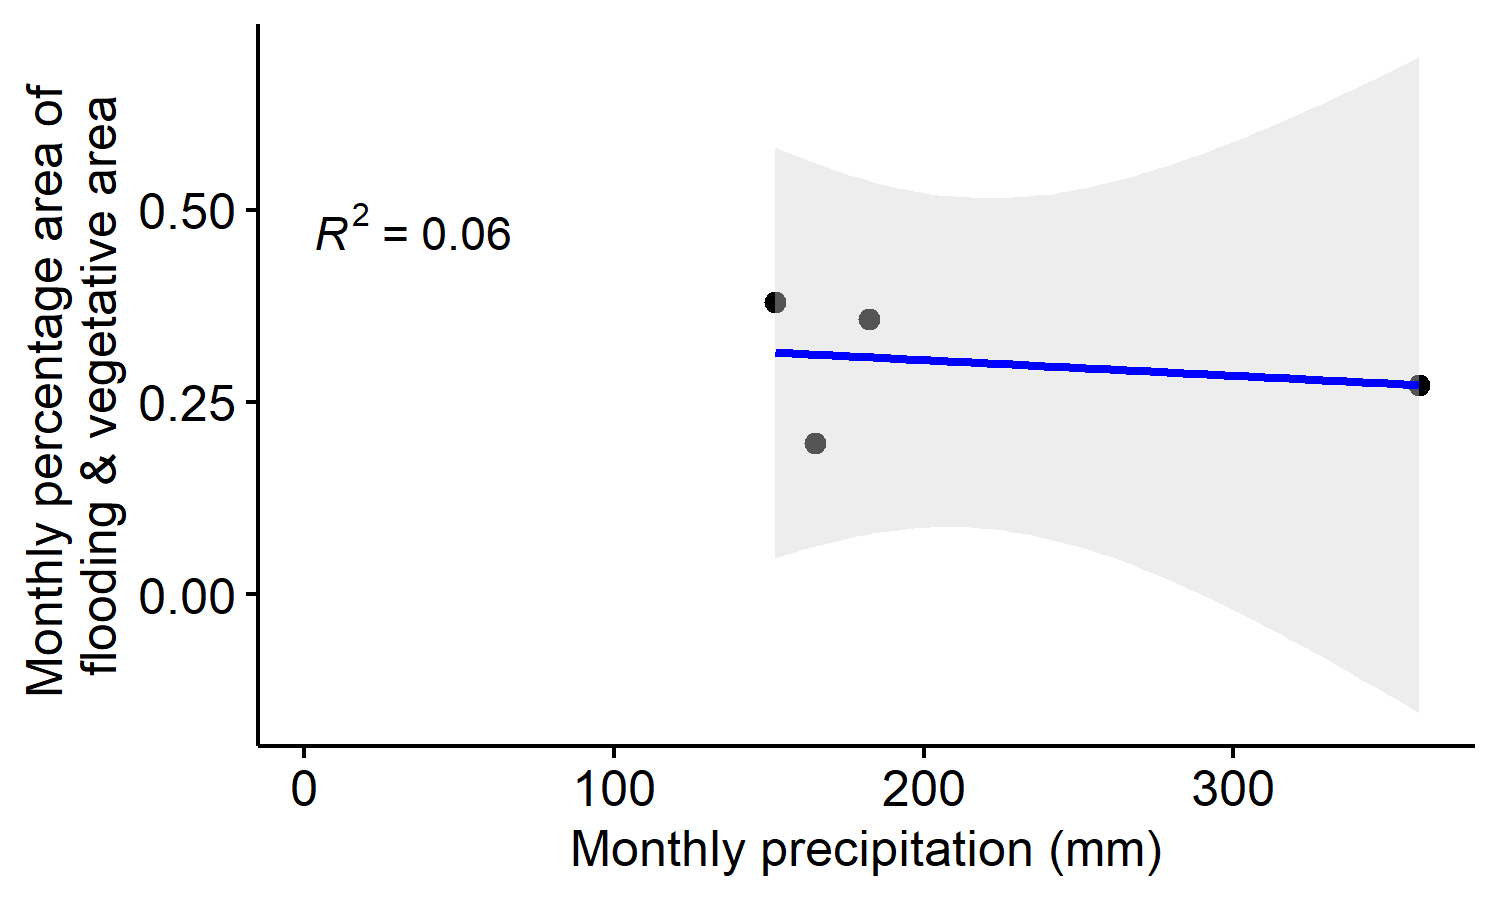 Monthly percentage area of
flooding & vegetative area
0.50
0.25
0.00
R² = 0.06
0 100 200 300
Monthly precipitation (mm)